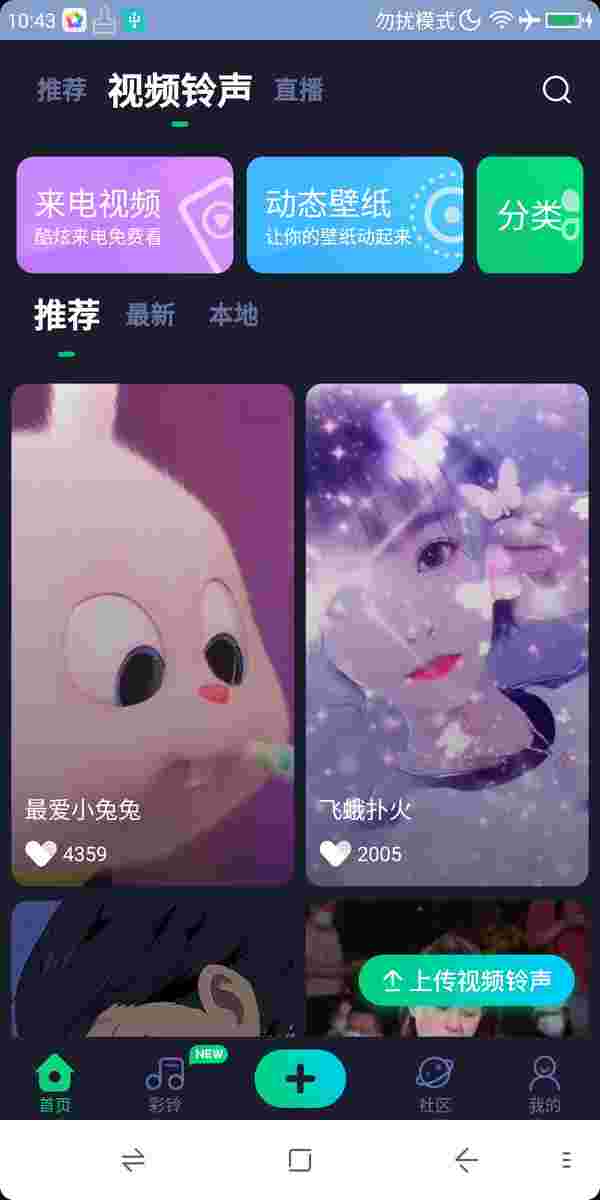 10:43 勿扰模式
推荐 视频铃声 直播
来电视频
酷炫来电免费看
动态壁纸
让你的壁纸动起来
分类
推荐 最新 本地
最爱小兔兔
4359
飞蛾扑火
2005
上传视频铃声
NEW
首页 彩铃 社区 我的